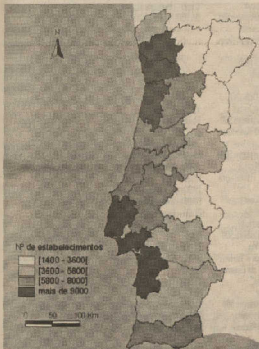 N
Nº de estabelecimentos
[1400 - 3600[
[3600 - 5800[
[5800 - 8000[
mais de 8000
0 50 100 Km